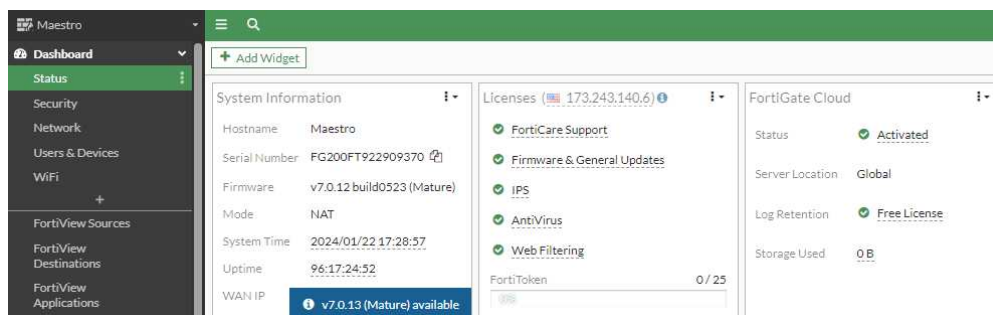 Maestro
Dashboard
Status
Security
Network
Users & Devices
WiFi
+
FortiView Sources
FortiView
Destinations
FortiView
Applications
+ Add Widget
System Information
Hostname Maestro
Serial Number FG200FT922909370
Firmware v7.0.12 build0523 (Mature)
Mode NAT
System Time 2024/01/22 17:28:57
Uptime 96:17:24:52
WAN IP
v7.0.13 (Mature) available
Licenses (173.243.140.6)
FortiCare Support
Firmware & General Updates
IPS
AntiVirus
Web Filtering
FortiToken 0 / 25
0%
FortiGate Cloud
Status Activated
Server Location Global
Log Retention Free License
Storage Used 0 B